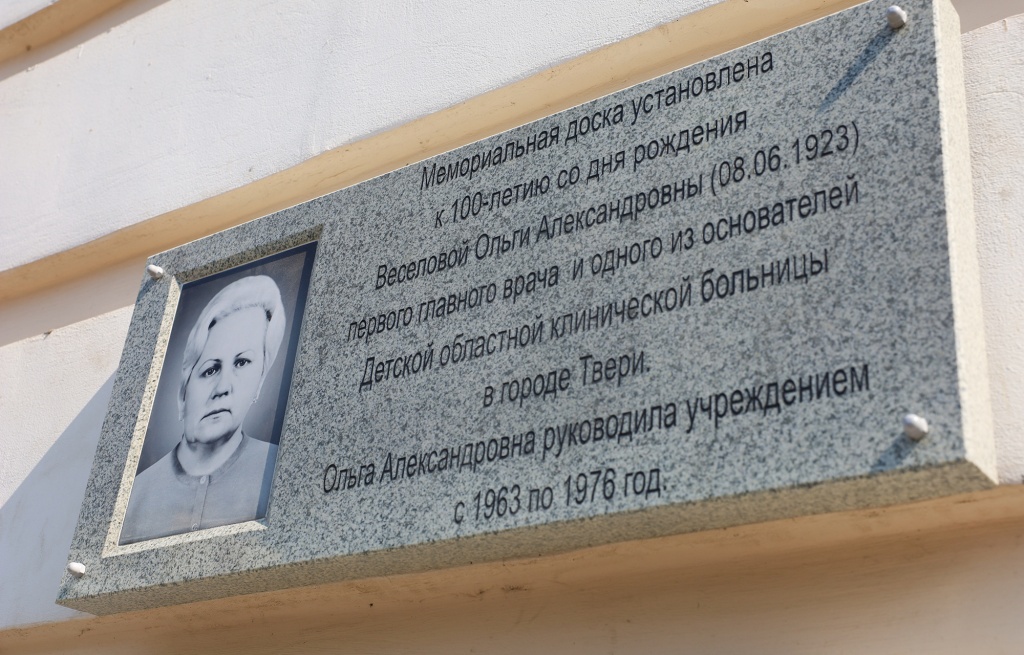 Мемориальная доска установлена
к 100-летию со дня рождения
Веселовой Ольги Александровны (08.06.1923)
первого главного врача и одного из основателей
Детской областной клинической больницы
в городе Твери.
Ольга Александровна руководила учреждением
с 1963 по 1976 год.